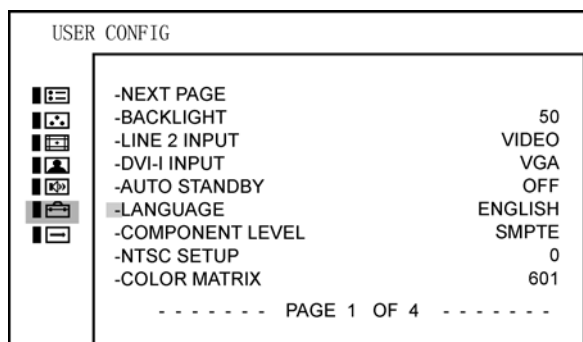 USER CONFIG
-NEXT PAGE
-BACKLIGHT 50
-LINE 2 INPUT VIDEO
-DVI-I INPUT VGA
-AUTO STANDBY OFF
-LANGUAGE ENGLISH
-COMPONENT LEVEL SMPTE
-NTSC SETUP 0
-COLOR MATRIX 601
- - - - - - - PAGE 1 OF 4 - - - - - - -